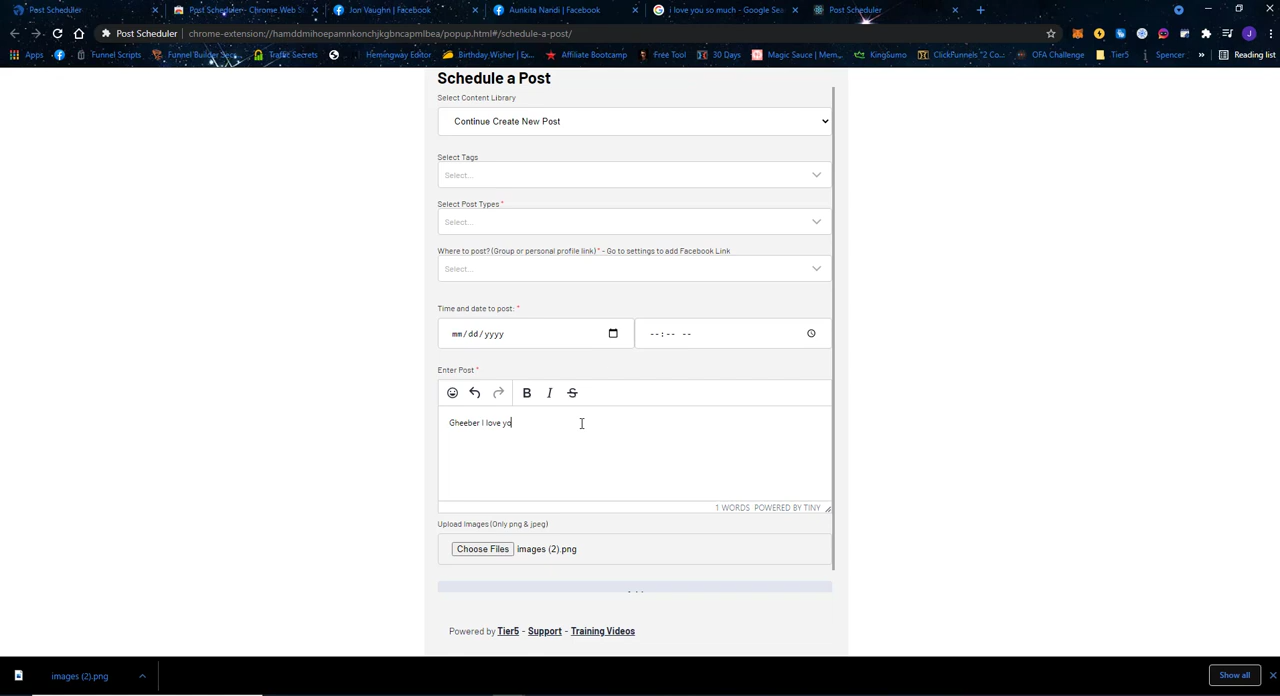 Post Scheduler
Post Scheduler - Chrome Web St
Jon Vaughn | Facebook
Aunkita Nandi | Facebook
i love you so much - Google Sea
Post Scheduler
Post Scheduler
chrome-extension://hamddmihoepamnkonchjkgbncapmlbea/popup.html#/schedule-a-post/
Apps
Funnel Scripts
Funnel Builder Secr...
Traffic Secrets
Hemingway Editor
Birthday Wisher | Ex...
Affiliate Bootcamp
Free Tool
30 Days
Magic Sauce | Mem...
KingSumo
ClickFunnels "2 Co...
OFA Challenge
Tier5
Spencer
»
Reading list
Schedule a Post
Select Content Library
Continue Create New Post
Select Tags
Select...
Select Post Types *
Select...
Where to post? (Group or personal profile link) * - Go to settings to add Facebook Link
Select...
Time and date to post: *
mm/dd/yyyy
--:-- --
Enter Post *
B I S
Gheeber I love yo
1 WORDS POWERED BY TINY
Upload Images (Only png & jpeg)
Choose Files images (2).png
Powered by Tier5 - Support - Training Videos
images (2).png
Show all